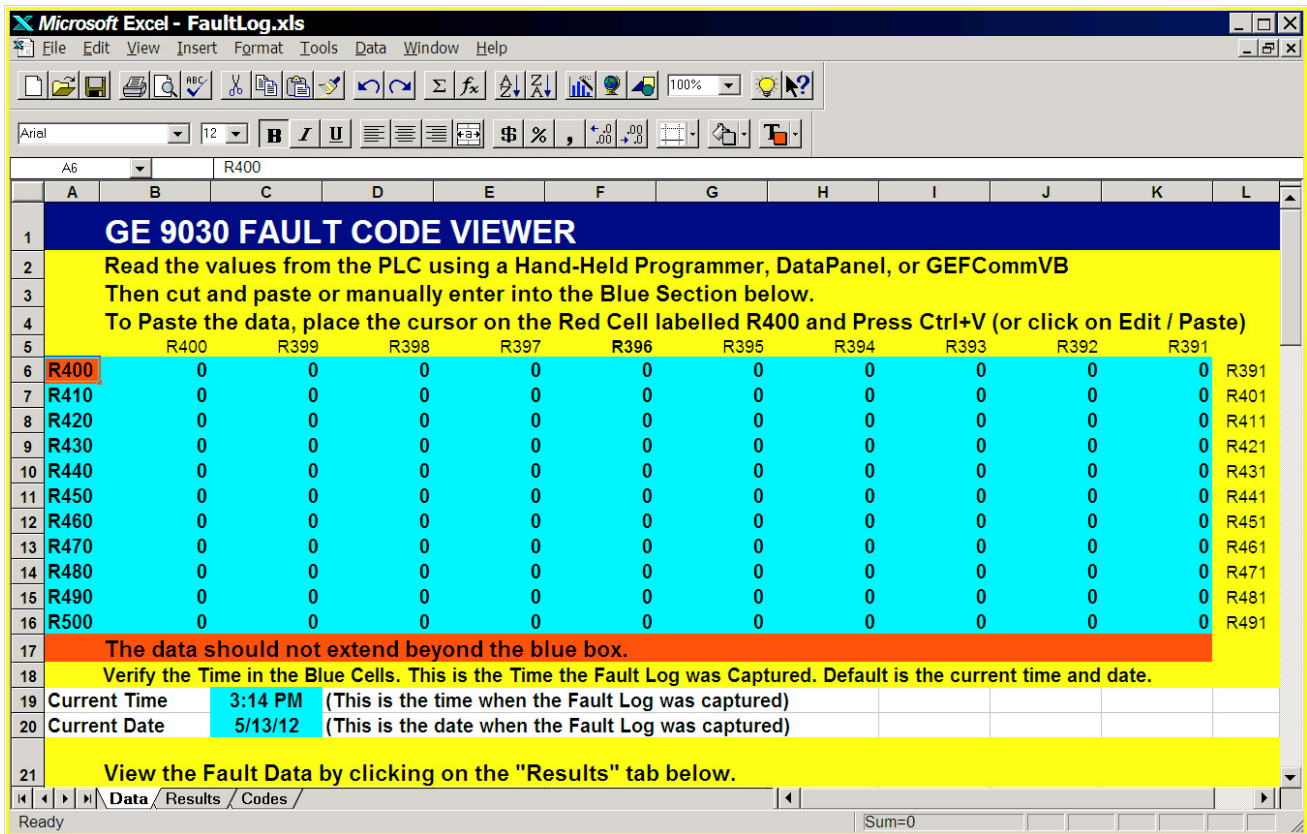 Microsoft Excel - FaultLog.xls
File Edit View Insert Format Tools Data Window Help
ABC Σ fx A Z Z A 100% ?
Arial 12 B I U a $ % , .0 .00 .00 .0 T
A6 R400
A B C D E F G H I J K L
1 GE 9030 FAULT CODE VIEWER
2 Read the values from the PLC using a Hand-Held Programmer, DataPanel, or GEFCommVB
3 Then cut and paste or manually enter into the Blue Section below.
4 To Paste the data, place the cursor on the Red Cell labelled R400 and Press Ctrl+V (or click on Edit / Paste)
5 R400 R399 R398 R397 R396 R395 R394 R393 R392 R391
6 R400 0 0 0 0 0 0 0 0 0 0 R391
7 R410 0 0 0 0 0 0 0 0 0 0 R401
8 R420 0 0 0 0 0 0 0 0 0 0 R411
9 R430 0 0 0 0 0 0 0 0 0 0 R421
10 R440 0 0 0 0 0 0 0 0 0 0 R431
11 R450 0 0 0 0 0 0 0 0 0 0 R441
12 R460 0 0 0 0 0 0 0 0 0 0 R451
13 R470 0 0 0 0 0 0 0 0 0 0 R461
14 R480 0 0 0 0 0 0 0 0 0 0 R471
15 R490 0 0 0 0 0 0 0 0 0 0 R481
16 R500 0 0 0 0 0 0 0 0 0 0 R491
17 The data should not extend beyond the blue box.
18 Verify the Time in the Blue Cells. This is the Time the Fault Log was Captured. Default is the current time and date.
19 Current Time 3:14 PM (This is the time when the Fault Log was captured)
20 Current Date 5/13/12 (This is the date when the Fault Log was captured)
21 View the Fault Data by clicking on the "Results" tab below.
Data Results Codes
Ready Sum=0